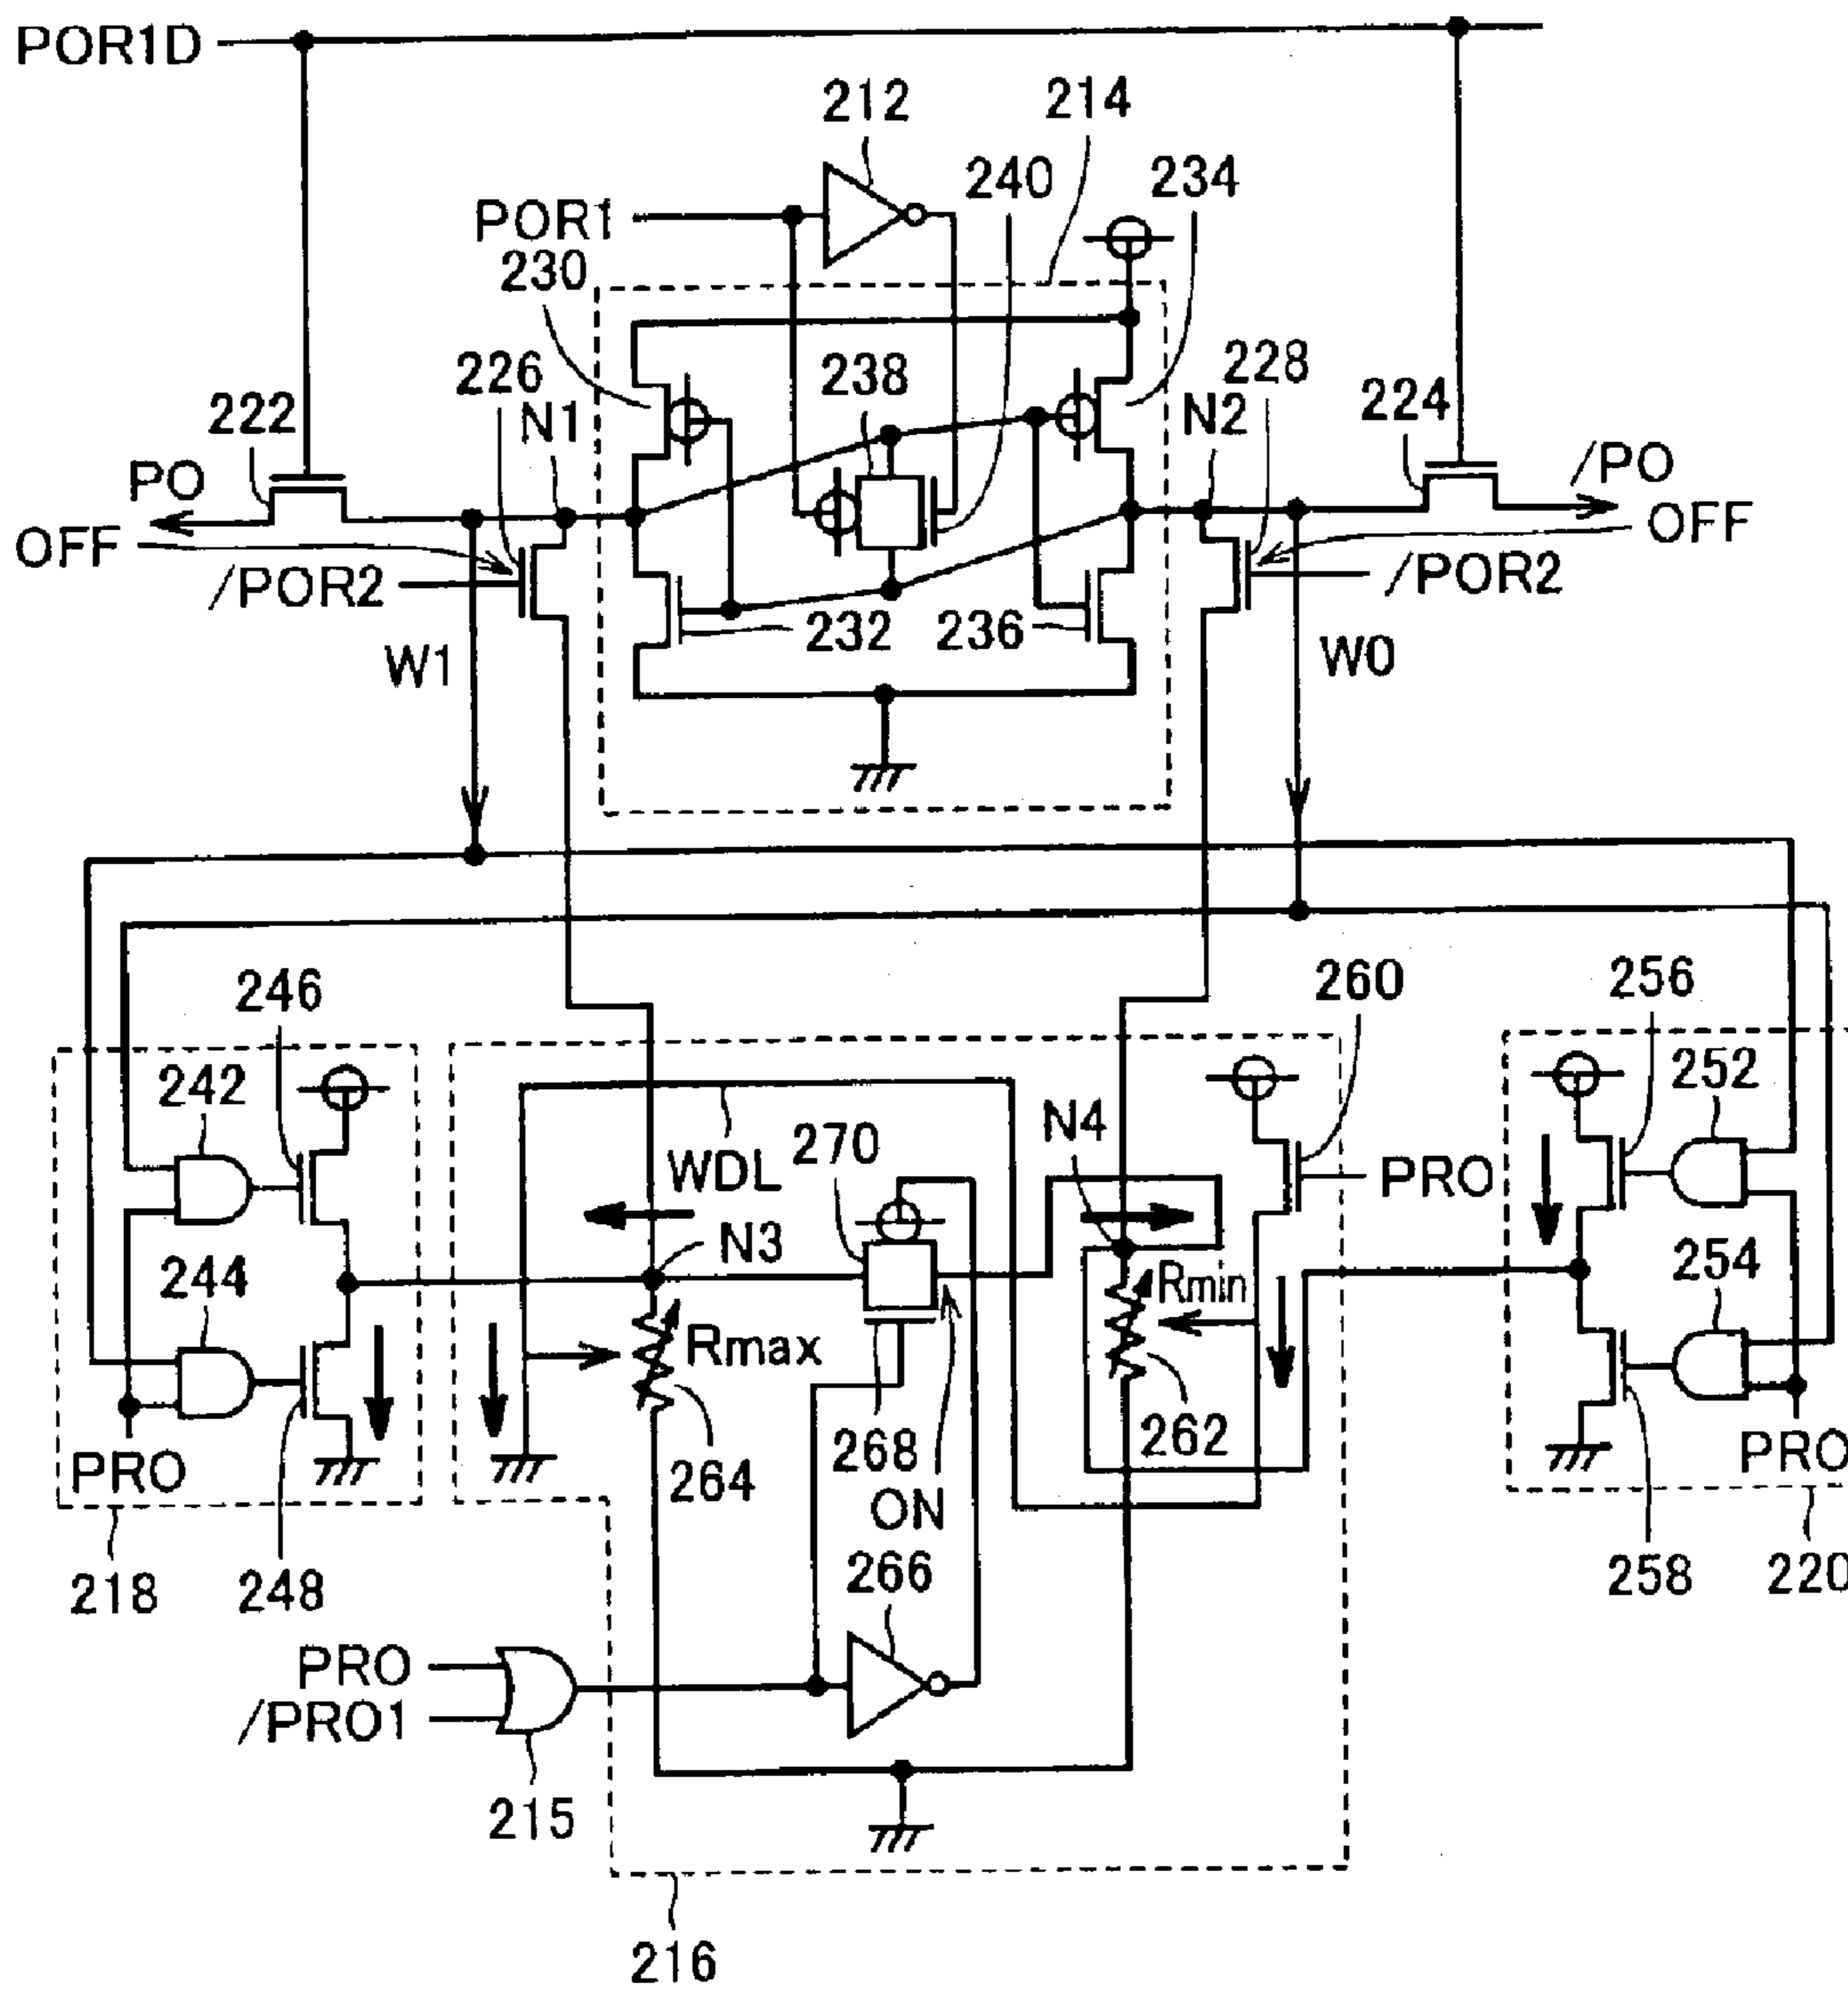 POR1D
212
214
240
234
POR1
230
226
238
228
222
N1
N2
224
PO
/PO
OFF
OFF
/POR2
/POR2
232
236
W1
W0
246
260
256
242
252
N4
270
WDL
PRO
N3
244
254
Rmin
Rmax
PRO
264
268
262
PRO
ON
218
248
266
258
220
PRO
/PRO1
215
216